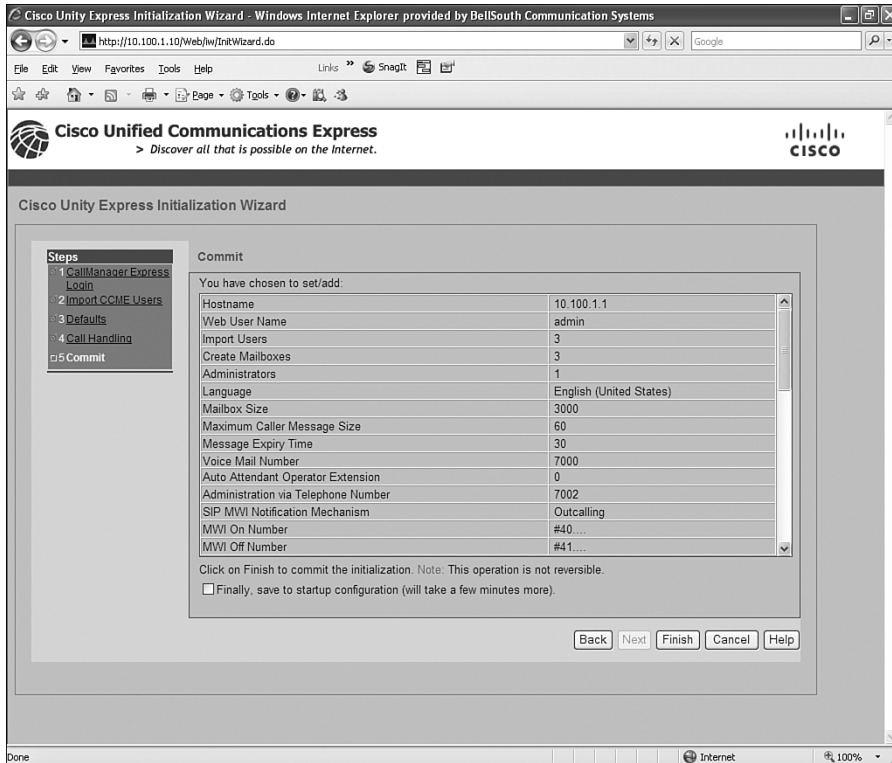 Cisco Unity Express Initialization Wizard - Windows Internet Explorer provided by BellSouth Communication Systems
http://10.100.1.10/Web/iw/InitWizard.do
Google
File Edit View Favorites Tools Help
Links » SnagIt
Page Tools
Cisco Unified Communications Express
> Discover all that is possible on the Internet.
CISCO
Cisco Unity Express Initialization Wizard
Steps
1 CallManager Express Login
2 Import CCME Users
3 Defaults
4 Call Handling
5 Commit
Commit
You have chosen to set/add:
Hostname 10.100.1.1
Web User Name admin
Import Users 3
Create Mailboxes 3
Administrators 1
Language English (United States)
Mailbox Size 3000
Maximum Caller Message Size 60
Message Expiry Time 30
Voice Mail Number 7000
Auto Attendant Operator Extension 0
Administration via Telephone Number 7002
SIP MWI Notification Mechanism Outcalling
MWI On Number #40....
MWI Off Number #41....
Click on Finish to commit the initialization. Note: This operation is not reversible.
Finally, save to startup configuration (will take a few minutes more).
Back Next Finish Cancel Help
Done Internet 100%